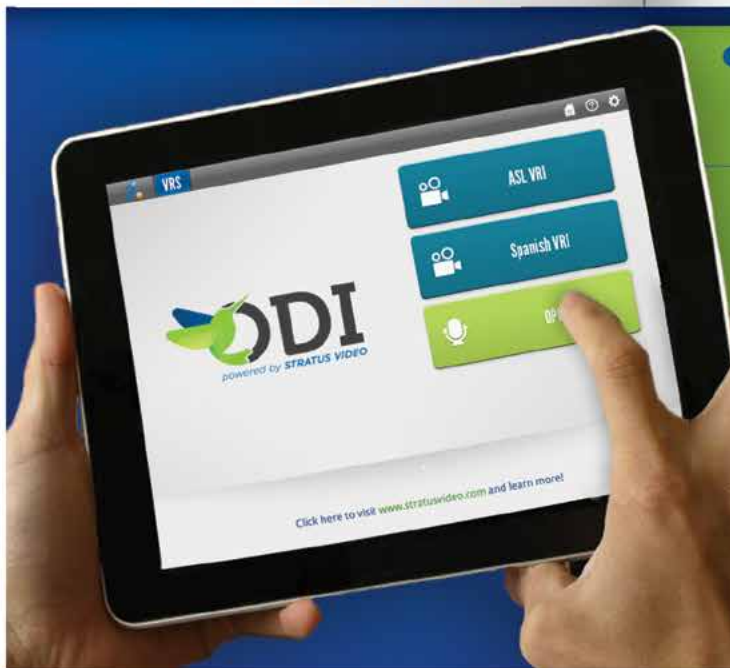 VRS
ASL VRI
Spanish VRI
ODI
powered by STRATUS VIDEO
Click here to visit www.stratusvideo.com and learn more!